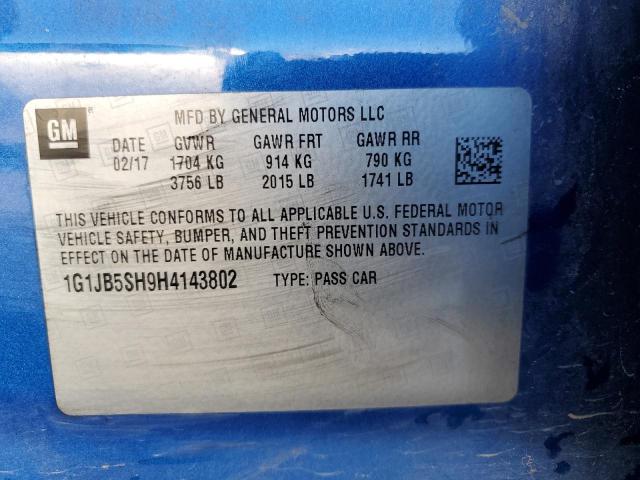 GM
MFD BY GENERAL MOTORS LLC
DATE GVWR GAWR FRT GAWR RR
02/17 1704 KG 914 KG 790 KG
3756 LB 2015 LB 1741 LB
THIS VEHICLE CONFORMS TO ALL APPLICABLE U.S. FEDERAL MOTOR
VEHICLE SAFETY, BUMPER, AND THEFT PREVENTION STANDARDS IN
EFFECT ON THE DATE OF MANUFACTURE SHOWN ABOVE.
1G1JB5SH9H4143802 TYPE: PASS CAR